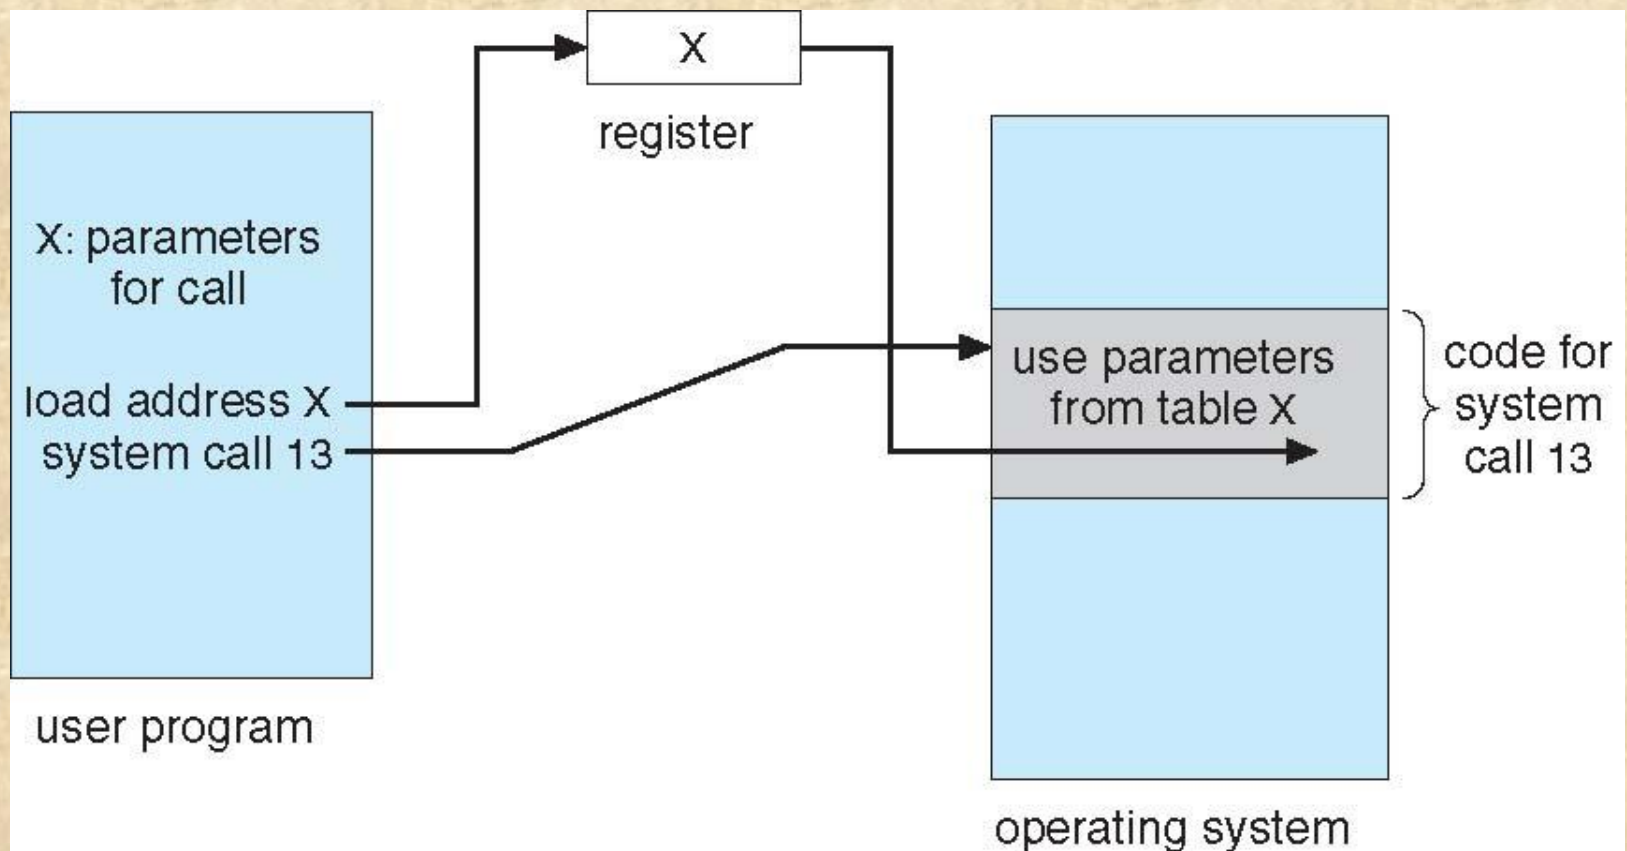 X
register
X: parameters
for call
load address X
system call 13
user program
use parameters
from table X
code for
system
call 13
operating system